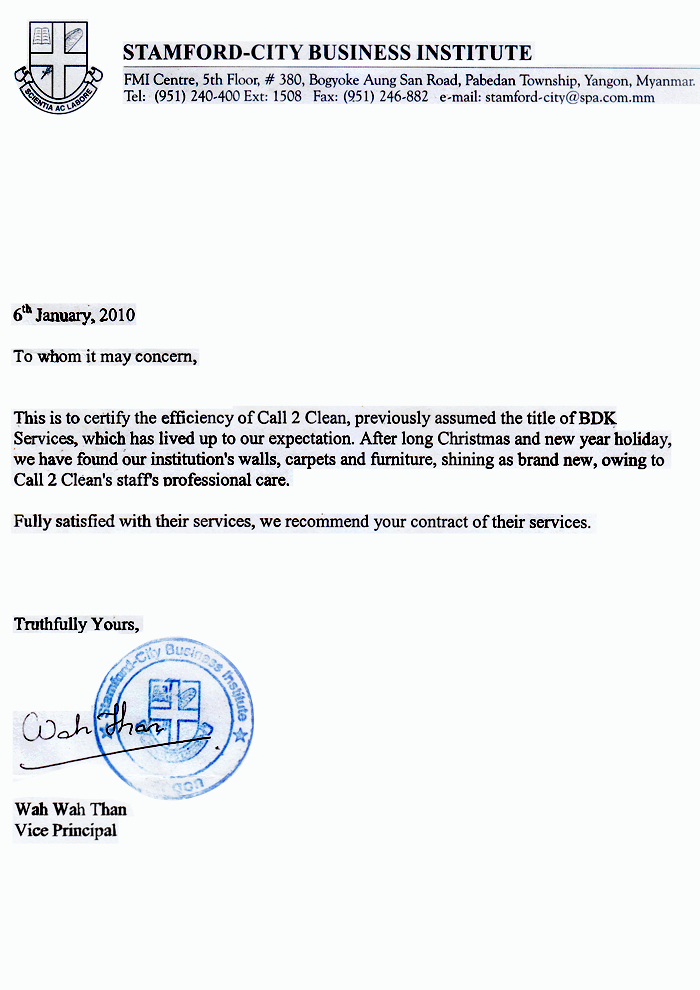 SCIENTIA AC LABORE
STAMFORD-CITY BUSINESS INSTITUTE
FMI Centre, 5th Floor, # 380, Bogyoke Aung San Road, Pabedan Township, Yangon, Myanmar.
Tel: (951) 240-400 Ext: 1508 Fax: (951) 246-882 e-mail: stamford-city@spa.com.mm
6th January, 2010
To whom it may concern,
This is to certify the efficiency of Call 2 Clean, previously assumed the title of BDK
Services, which has lived up to our expectation. After long Christmas and new year holiday,
we have found our institution's walls, carpets and furniture, shining as brand new, owing to
Call 2 Clean's staff's professional care.
Fully satisfied with their services, we recommend your contract of their services.
Truthfully Yours,
Stamford-City Business Institute
Wah Than
Wah Wah Than
Vice Principal